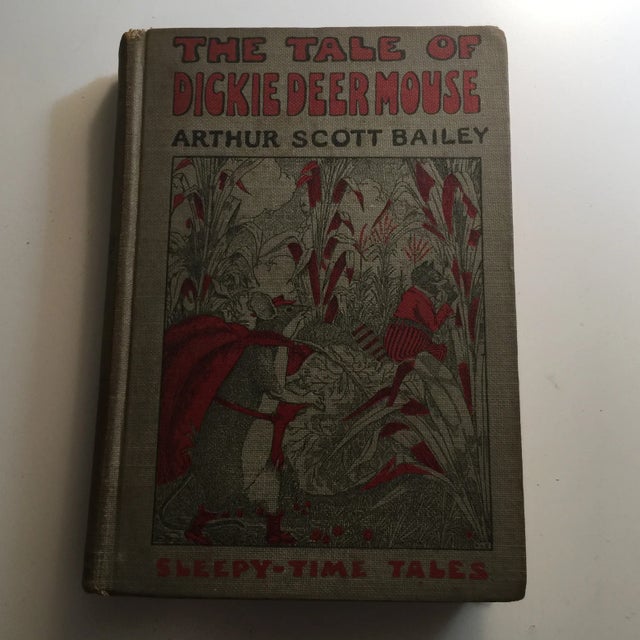 THE TALE OF
DICKIE DEER MOUSE
ARTHUR SCOTT BAILEY
SLEEPY-TIME TALES